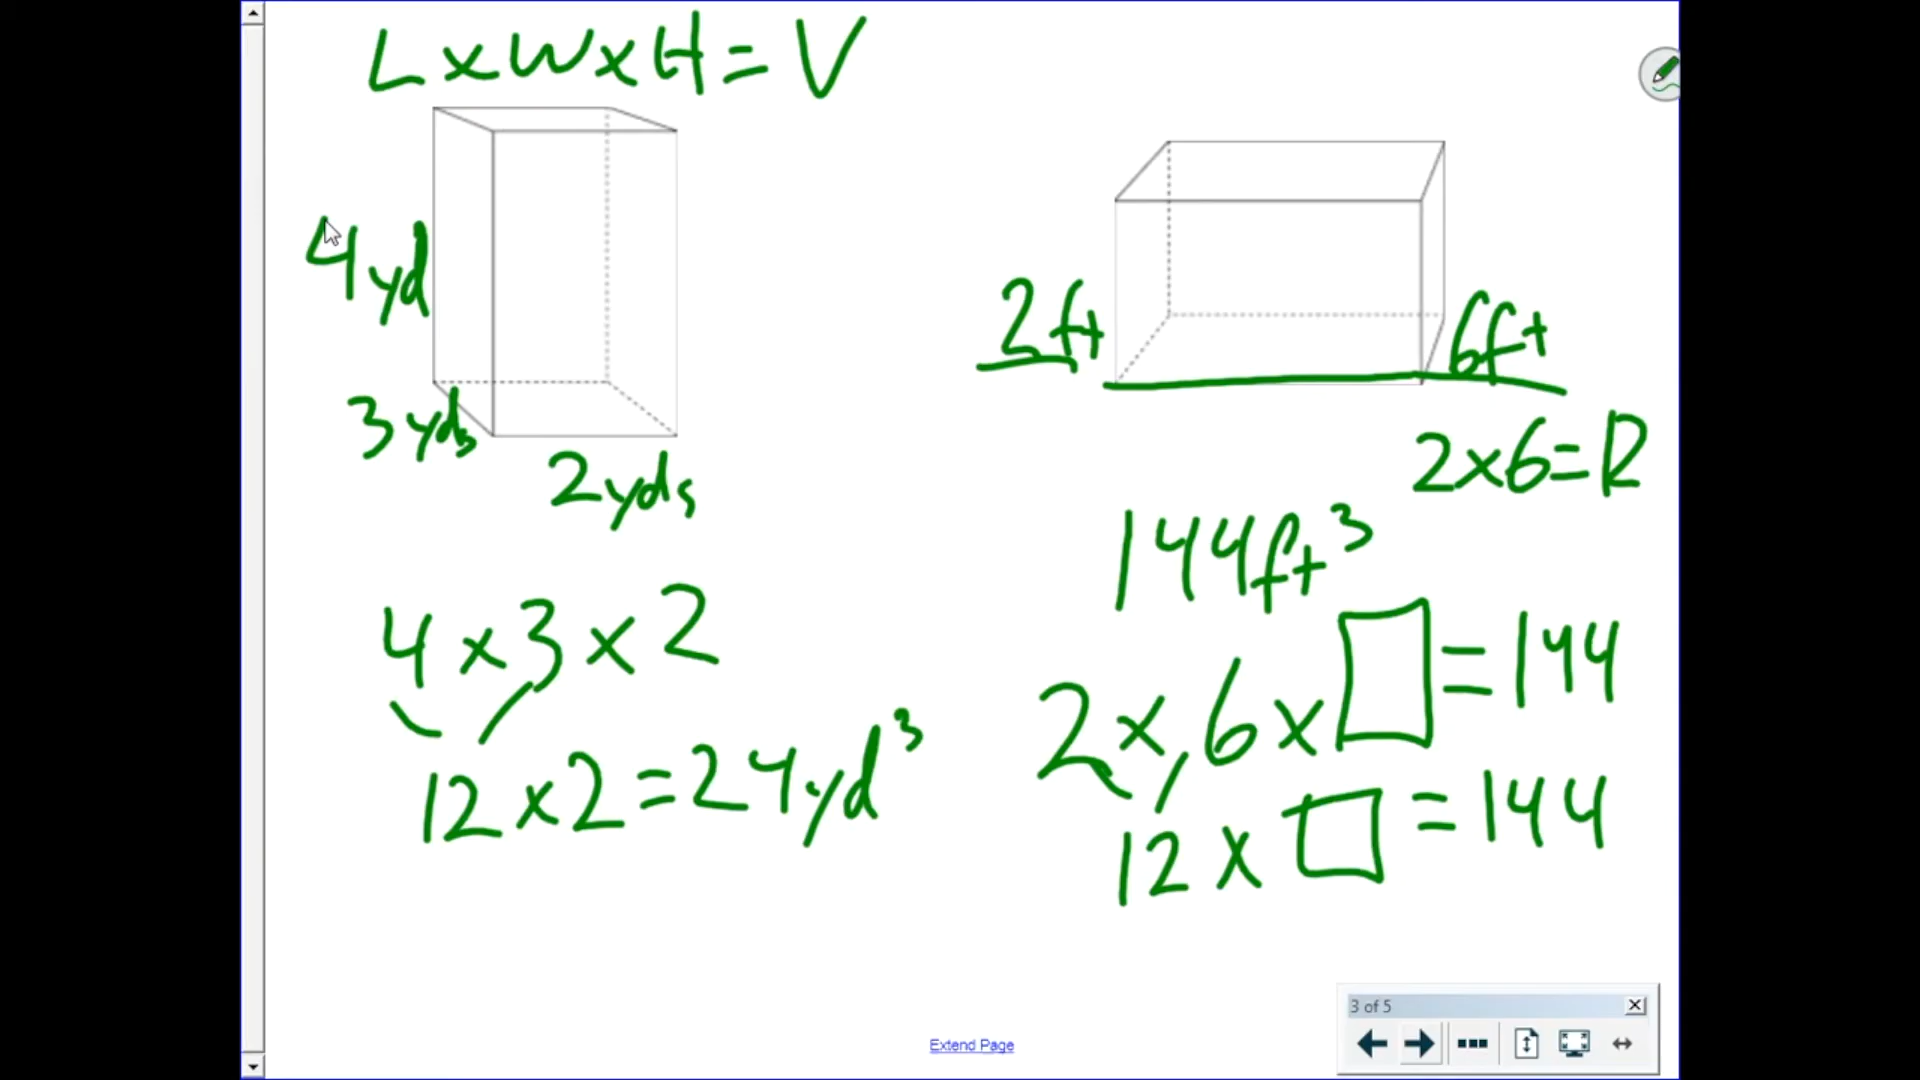 L x W x H = V
4yd
3yds
2yds
4 x 3 x 2
12 x 2 = 24yd³
2ft
6ft
2x6=R
144ft³
2 x 6 x □ = 144
12 x □ = 144
Extend Page
3 of 5